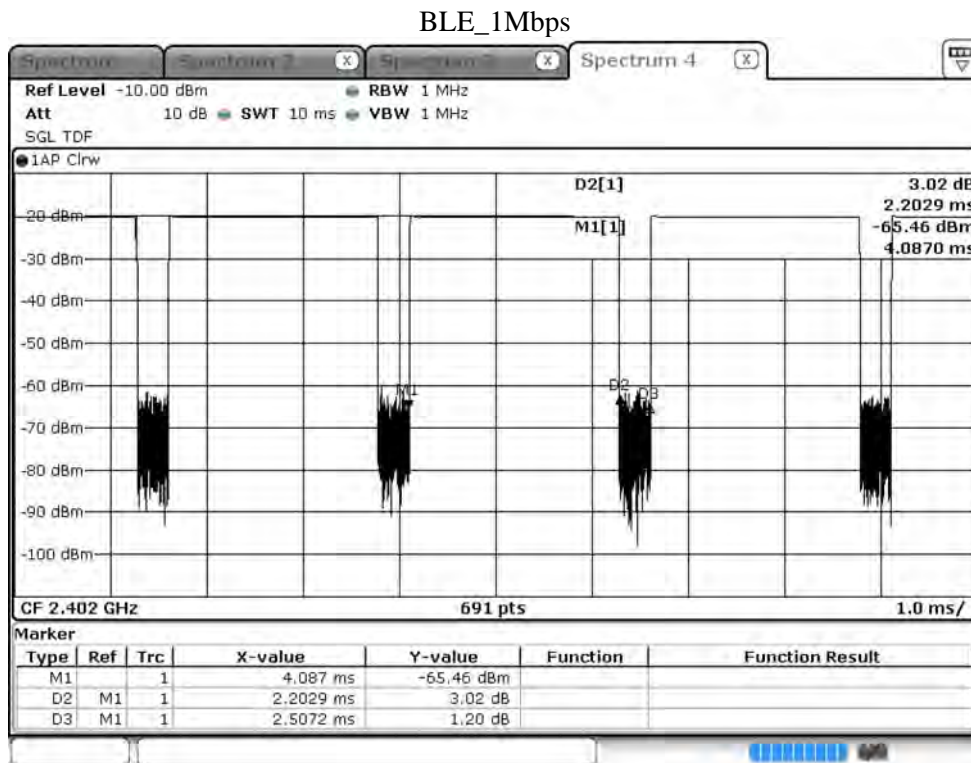 BLE_1Mbps
Spectrum Spectrum 2 X Spectrum 3 X Spectrum 4 X
Ref Level -10.00 dBm RBW 1 MHz
Att 10 dB SWT 10 ms VBW 1 MHz
SGL TDF
1AP Clrw
D2[1] 3.02 dB
2.2029 ms
-20 dBm
M1[1] -65.46 dBm
4.0870 ms
-30 dBm
-40 dBm
-50 dBm
-60 dBm
M1 D2 D3
-70 dBm
-80 dBm
-90 dBm
-100 dBm
CF 2.402 GHz 691 pts 1.0 ms/
Marker
Type Ref Trc X-value Y-value Function Function Result
M1 1 4.087 ms -65.46 dBm
D2 M1 1 2.2029 ms 3.02 dB
D3 M1 1 2.5072 ms 1.20 dB